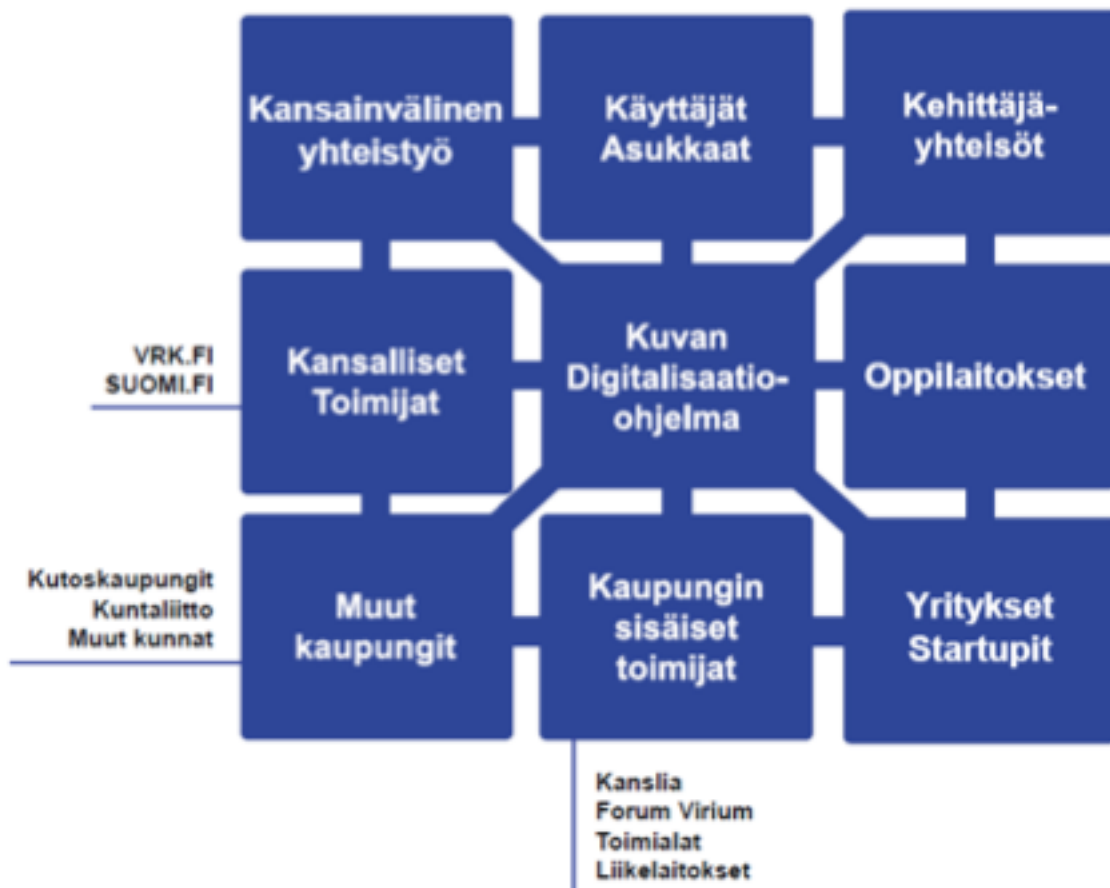 Kansainvälinen
yhteistyö
Käyttäjät
Asukkaat
Kehittäjä-
yhteisöt
VRK.FI
SUOMI.FI
Kansalliset
Toimijat
Kuvan
Digitalisaatio-
ohjelma
Oppilaitokset
Kutoskaupungit
Kuntaliitto
Muut kunnat
Muut
kaupungit
Kaupungin
sisäiset
toimijat
Yritykset
Startupit
Kanslia
Forum Virium
Toimialat
Liikelaitokset